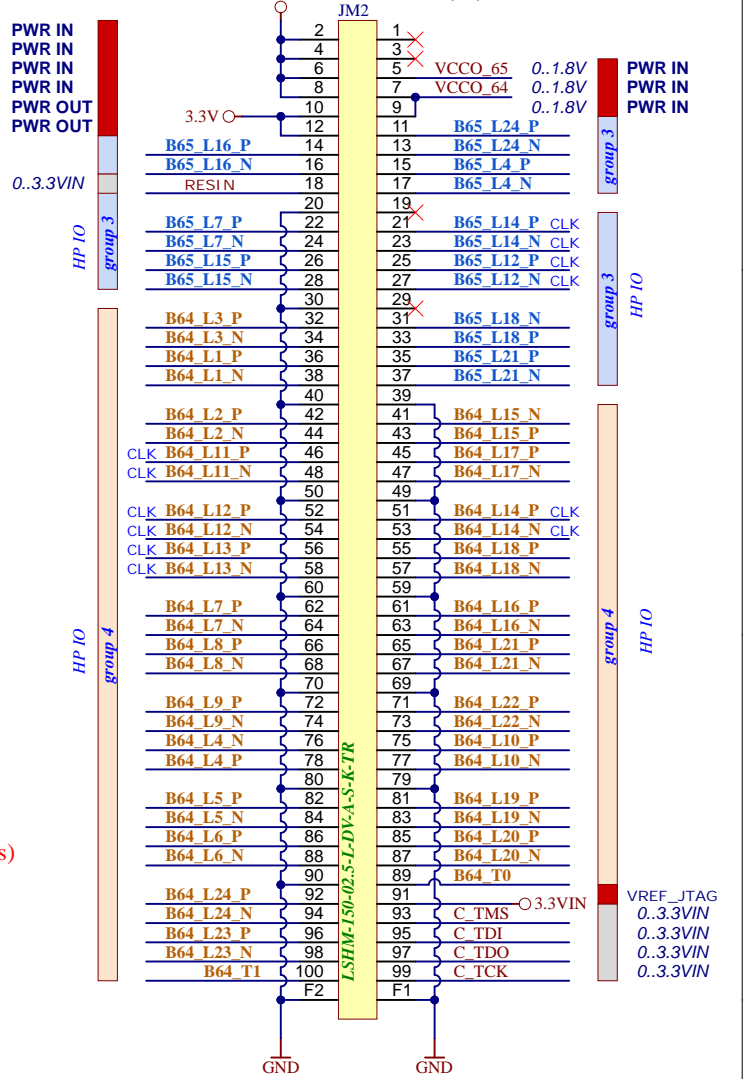 JM2
PWR IN 2 1
PWR IN 4 3
PWR IN 6 5 VCCO_65 0..1.8V PWR IN
PWR IN 8 7 VCCO_64 0..1.8V PWR IN
PWR OUT 3.3V 10 9 0..1.8V PWR IN
PWR OUT 12 11 B65_L24_P
B65_L16_P 14 13 B65_L24_N
B65_L16_N 16 15 B65_L4_P
0..3.3VIN RESIN 18 17 B65_L4_N
group 3
20 19
B65_L7_P 22 21 B65_L14_P CLK
B65_L7_N 24 23 B65_L14_N CLK
B65_L15_P 26 25 B65_L12_P CLK
B65_L15_N 28 27 B65_L12_N CLK
HP IO
group 3
group 3
HP IO
30 29
B64_L3_P 32 31 B65_L18_N
B64_L3_N 34 33 B65_L18_P
B64_L1_P 36 35 B65_L21_P
B64_L1_N 38 37 B65_L21_N
40 39
B64_L2_P 42 41 B64_L15_N
B64_L2_N 44 43 B64_L15_P
CLK B64_L11_P 46 45 B64_L17_P
CLK B64_L11_N 48 47 B64_L17_N
50 49
CLK B64_L12_P 52 51 B64_L14_P CLK
CLK B64_L12_N 54 53 B64_L14_N CLK
CLK B64_L13_P 56 55 B64_L18_P
CLK B64_L13_N 58 57 B64_L18_N
60 59
B64_L7_P 62 61 B64_L16_P
B64_L7_N 64 63 B64_L16_N
B64_L8_P 66 65 B64_L21_P
B64_L8_N 68 67 B64_L21_N
HP IO
group 4
group 4
HP IO
70 69
B64_L9_P 72 71 B64_L22_P
B64_L9_N 74 73 B64_L22_N
B64_L4_N 76 75 B64_L10_P
B64_L4_P 78 77 B64_L10_N
80 79
B64_L5_P 82 81 B64_L19_P
B64_L5_N 84 83 B64_L19_N
B64_L6_P 86 85 B64_L20_P
s)
B64_L6_N 88 87 B64_L20_N
90 89 B64_T0
B64_L24_P 92 91 3.3VIN VREF_JTAG
B64_L24_N 94 93 C_TMS 0..3.3VIN
B64_L23_P 96 95 C_TDI 0..3.3VIN
B64_L23_N 98 97 C_TDO 0..3.3VIN
B64_T1 100 99 C_TCK 0..3.3VIN
F2 F1
LSHM-150-02.5-L-DV-A-S-K-TR
GND GND